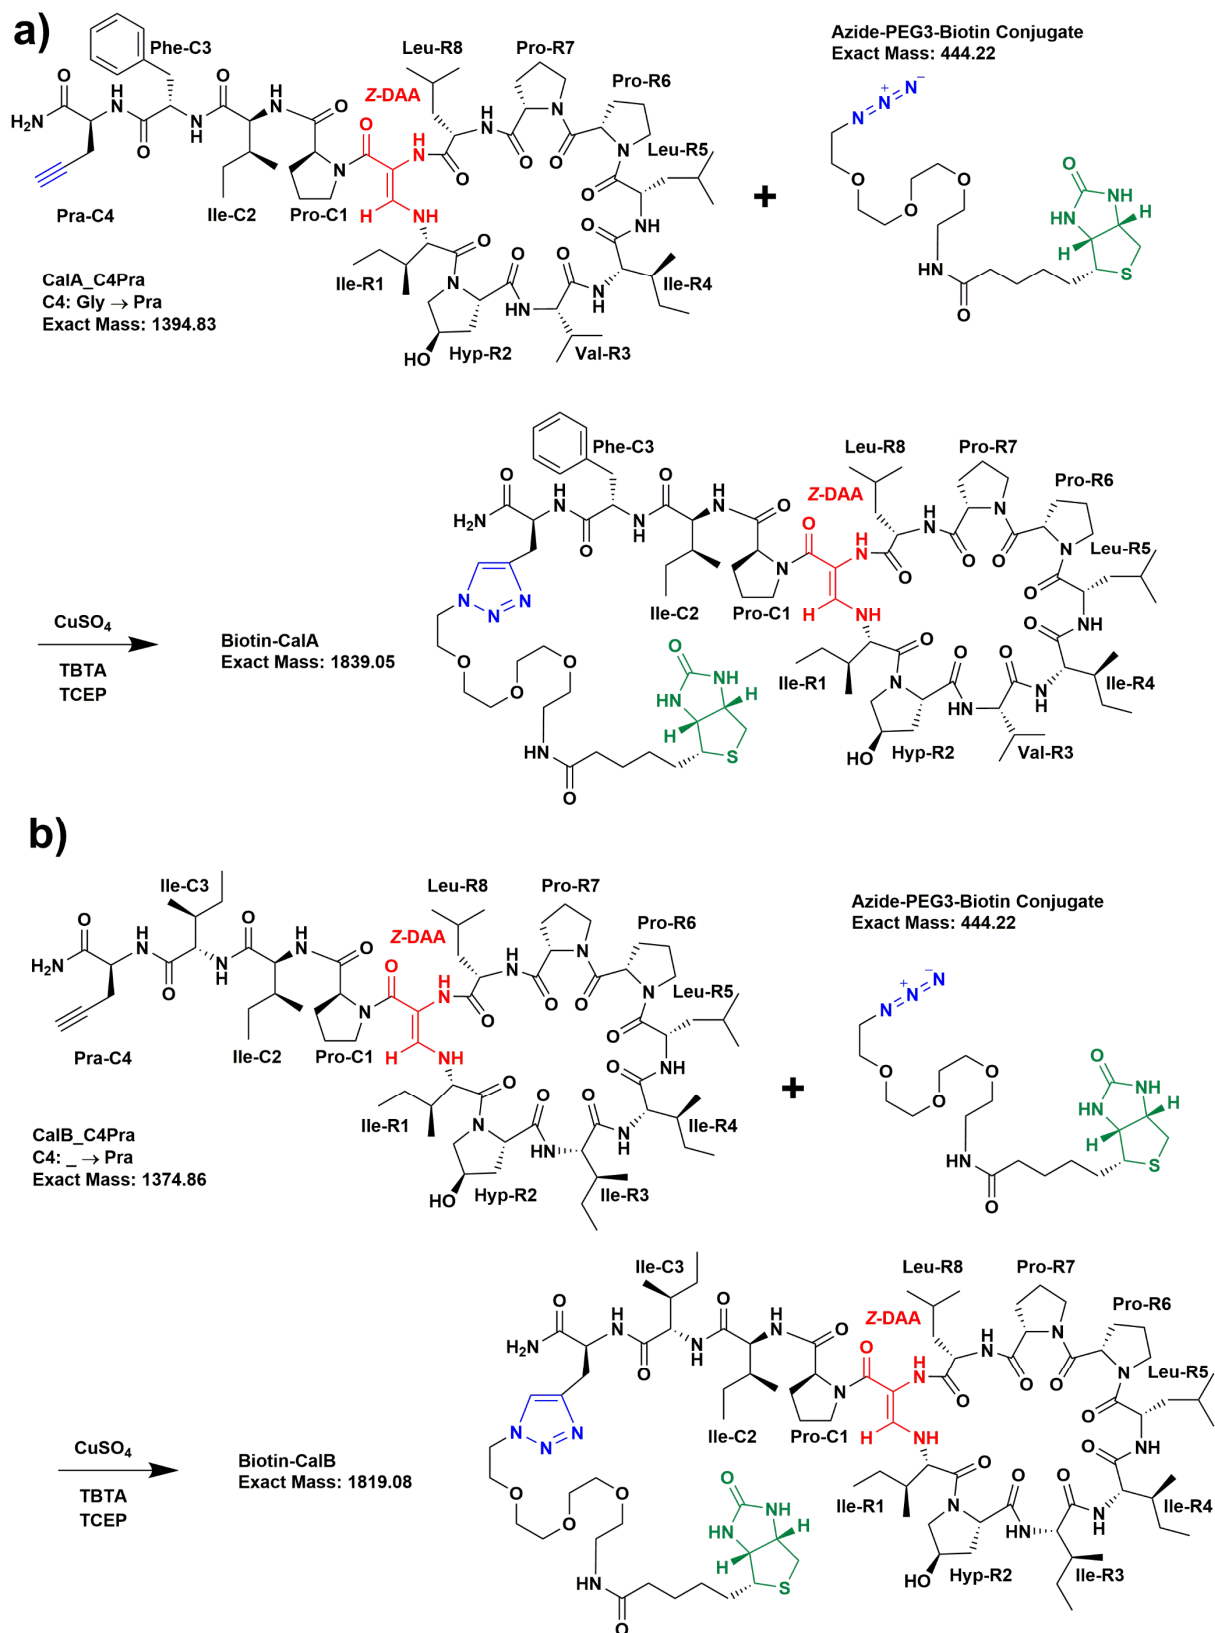 a)
Phe-C3
Leu-R8
Pro-R7
Azide-PEG3-Biotin Conjugate
Exact Mass: 444.22
Pro-R6
Z-DAA
Leu-R5
Pra-C4
Ile-C2
Pro-C1
+
CalA_C4Pra
C4: Gly → Pra
Exact Mass: 1394.83
Ile-R1
Ile-R4
Hyp-R2
Val-R3
Phe-C3
Leu-R8
Pro-R7
Pro-R6
Z-DAA
Leu-R5
CuSO4
TBTA
TCEP
Biotin-CalA
Exact Mass: 1839.05
Ile-C2
Pro-C1
Ile-R1
Ile-R4
Hyp-R2
Val-R3
b)
Ile-C3
Leu-R8
Pro-R7
Azide-PEG3-Biotin Conjugate
Exact Mass: 444.22
Pro-R6
Z-DAA
Leu-R5
Pra-C4
Ile-C2
Pro-C1
+
CalB_C4Pra
C4: _ → Pra
Exact Mass: 1374.86
Ile-R1
Ile-R4
Hyp-R2
Ile-R3
Ile-C3
Leu-R8
Pro-R7
Pro-R6
Z-DAA
Leu-R5
CuSO4
TBTA
TCEP
Biotin-CalB
Exact Mass: 1819.08
Ile-C2
Pro-C1
Ile-R1
Ile-R4
Hyp-R2
Ile-R3